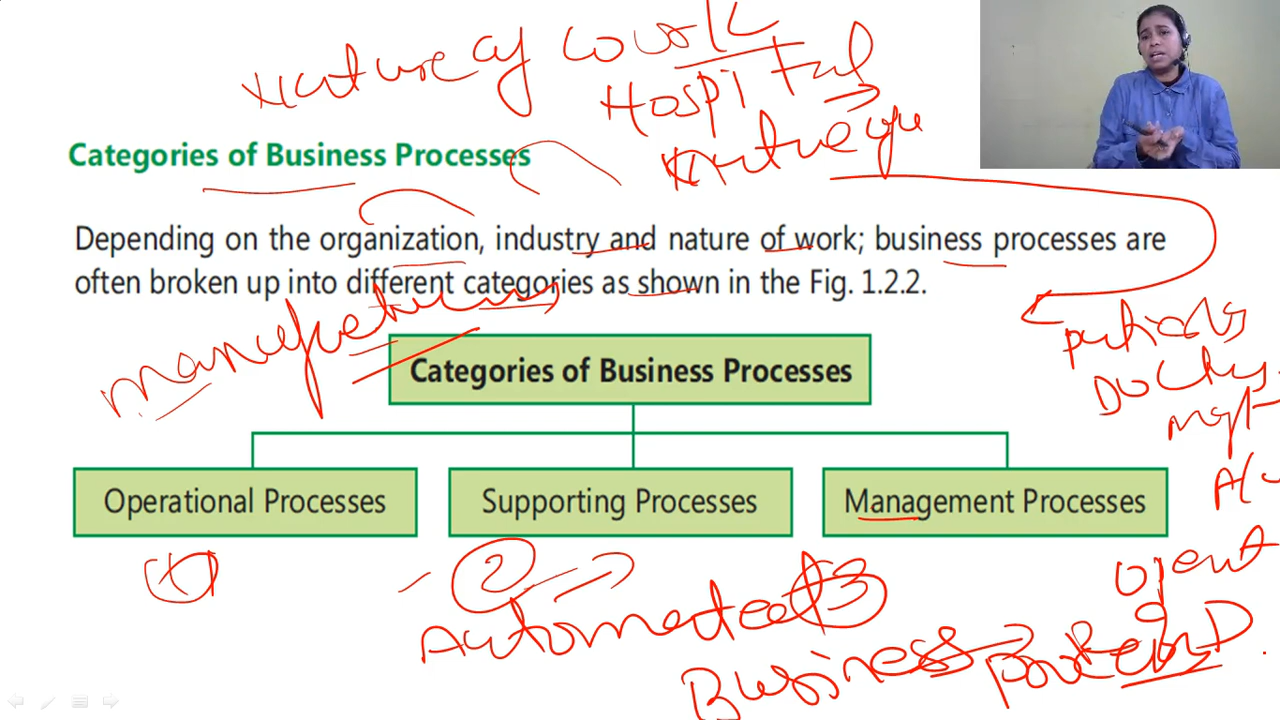 Nature of work
Hospital
Nature of
Categories of Business Processes
Depending on the organization, industry and nature of work; business processes are
often broken up into different categories as shown in the Fig. 1.2.2.
manufacturing
Categories of Business Processes
Operational Processes Supporting Processes Management Processes
2
3
Automated
Business